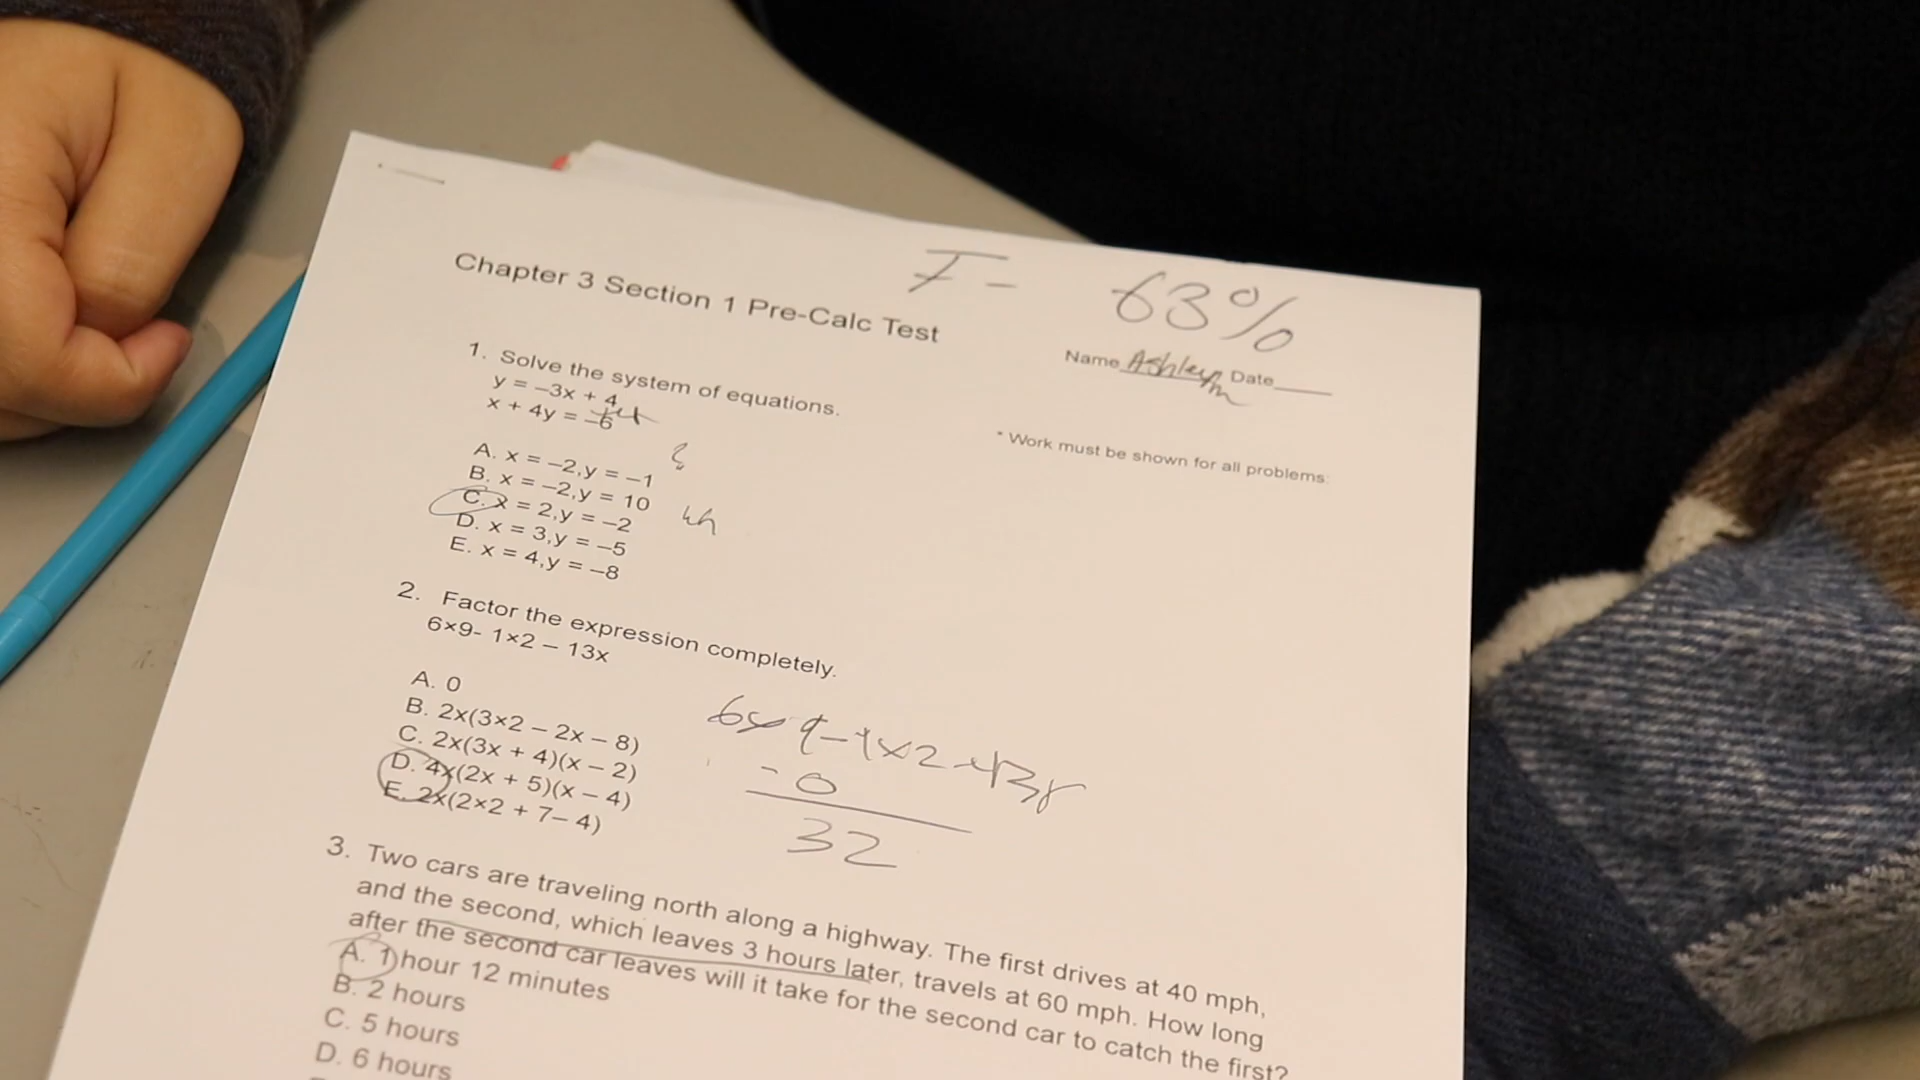 F- 63%
Chapter 3 Section 1 Pre-Calc Test
Name Ashleyn Date
* Work must be shown for all problems:
1. Solve the system of equations.
y = –3x + 4
x + 4y = –6
A. x = –2,y = –1
B. x = –2,y = 10
C. x = 2,y = –2
D. x = 3,y = –5
E. x = 4,y = –8
2. Factor the expression completely.
6×9- 1×2 – 13x
A. 0
B. 2x(3×2 – 2x – 8)
C. 2x(3x + 4)(x – 2)
D. 4x(2x + 5)(x – 4)
E. 2x(2×2 + 7– 4)
- 0
32
3. Two cars are traveling north along a highway. The first drives at 40 mph,
and the second, which leaves 3 hours later, travels at 60 mph. How long
after the second car leaves will it take for the second car to catch the first?
A. 1 hour 12 minutes
B. 2 hours
C. 5 hours
D. 6 hours